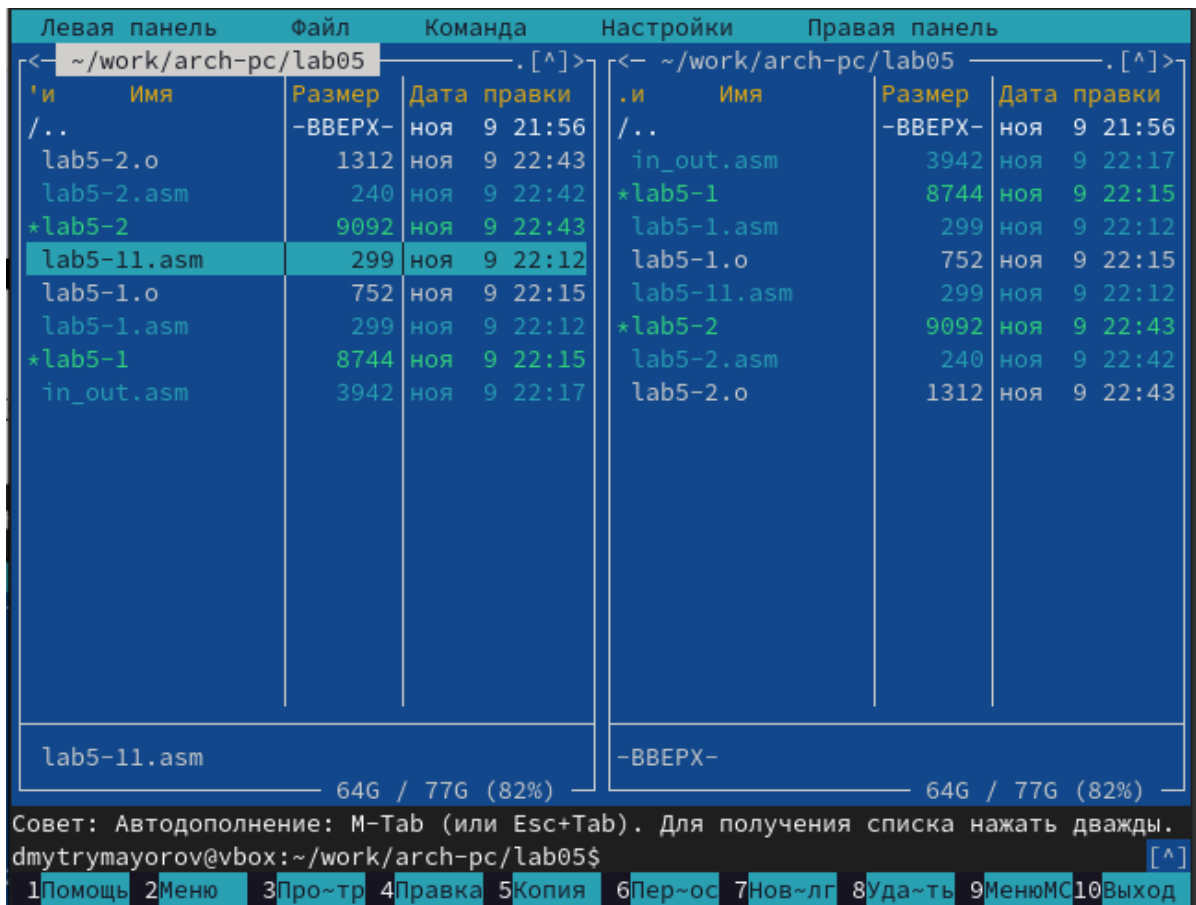 Левая панель Файл Команда Настройки Правая панель
<─ ~/work/arch-pc/lab05 ─.[^]> <─ ~/work/arch-pc/lab05 ─.[^]>
'и Имя Размер Дата правки .и Имя Размер Дата правки
/.. -ВВЕРХ- ноя 9 21:56 /.. -ВВЕРХ- ноя 9 21:56
lab5-2.o 1312 ноя 9 22:43 in_out.asm 3942 ноя 9 22:17
lab5-2.asm 240 ноя 9 22:42 *lab5-1 8744 ноя 9 22:15
*lab5-2 9092 ноя 9 22:43 lab5-1.asm 299 ноя 9 22:12
lab5-11.asm 299 ноя 9 22:12 lab5-1.o 752 ноя 9 22:15
lab5-1.o 752 ноя 9 22:15 lab5-11.asm 299 ноя 9 22:12
lab5-1.asm 299 ноя 9 22:12 *lab5-2 9092 ноя 9 22:43
*lab5-1 8744 ноя 9 22:15 lab5-2.asm 240 ноя 9 22:42
in_out.asm 3942 ноя 9 22:17 lab5-2.o 1312 ноя 9 22:43
lab5-11.asm -ВВЕРХ-
64G / 77G (82%) 64G / 77G (82%)
Совет: Автодополнение: M-Tab (или Esc+Tab). Для получения списка нажать дважды.
dmytrymayorov@vbox:~/work/arch-pc/lab05$ [^]
1Помощь 2Меню 3Про~тр 4Правка 5Копия 6Пер~ос 7Нов~лг 8Уда~ть 9МенюMC 10Выход